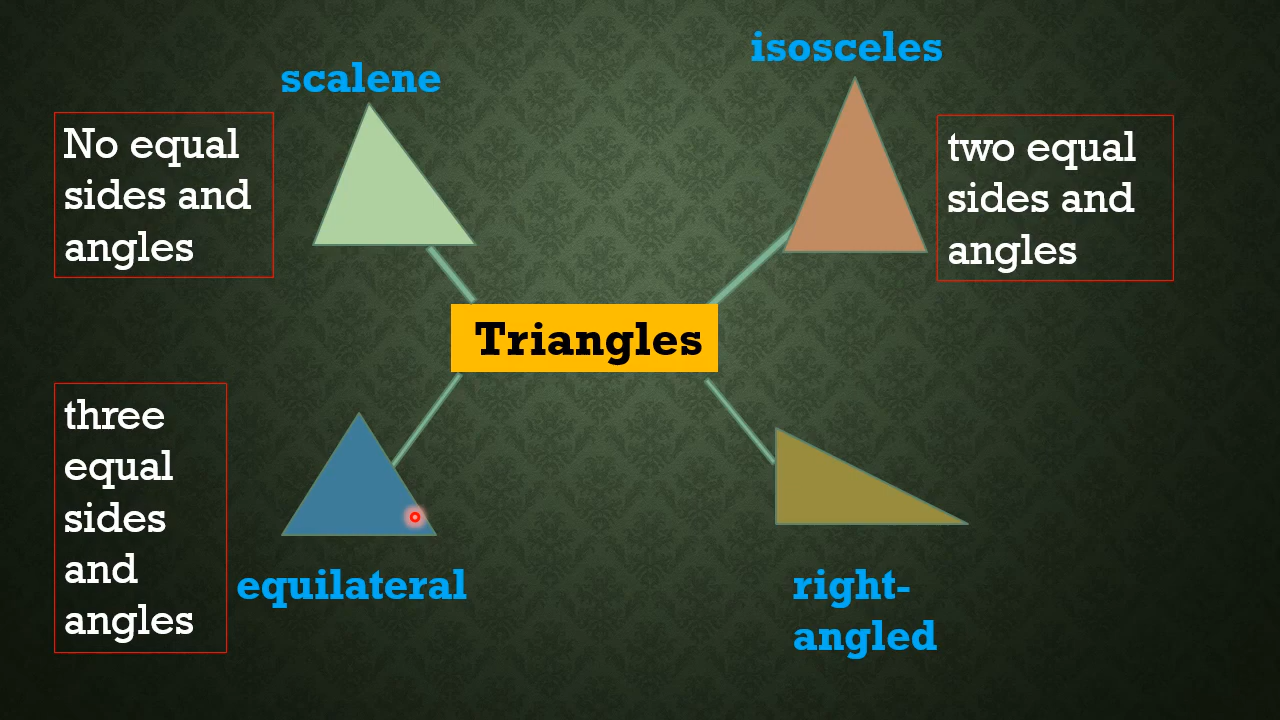 scalene
No equal
sides and
angles
isosceles
two equal
sides and
angles
Triangles
three
equal
sides
and
angles
equilateral
right-
angled